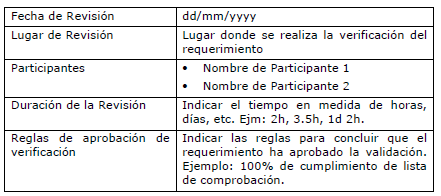 Fecha de Revisión dd/mm/yyyy
Lugar de Revisión Lugar donde se realiza la verificación del
requerimiento
Participantes • Nombre de Participante 1
• Nombre de Participante 2
Duración de la Revisión Indicar el tiempo en medida de horas,
días, etc. Ejm: 2h, 3.5h, 1d 2h.
Reglas de aprobación de Indicar las reglas para concluir que el
verificación requerimiento ha aprobado la validación.
Ejemplo: 100% de cumplimiento de lista
de comprobación.